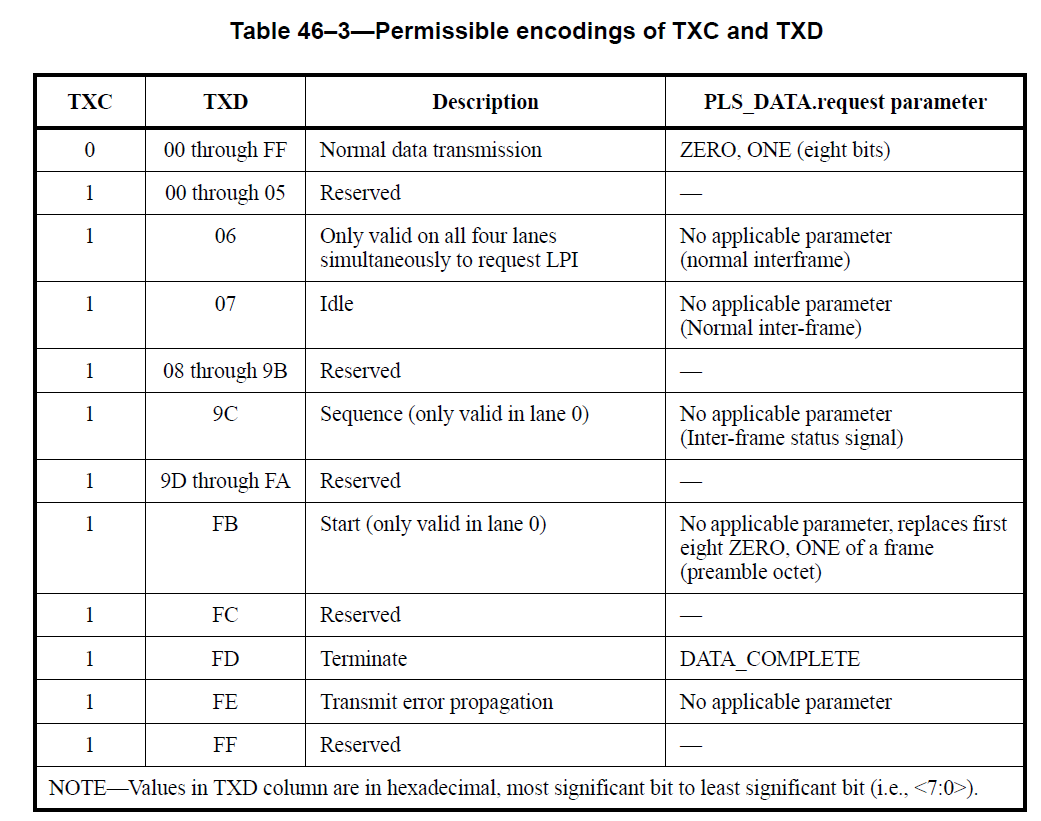 Table 46–3—Permissible encodings of TXC and TXD
TXC TXD Description PLS_DATA.request parameter
0 00 through FF Normal data transmission ZERO, ONE (eight bits)
1 00 through 05 Reserved —
1 06 Only valid on all four lanes No applicable parameter
simultaneously to request LPI (normal interframe)
1 07 Idle No applicable parameter
(Normal inter-frame)
1 08 through 9B Reserved —
1 9C Sequence (only valid in lane 0) No applicable parameter
(Inter-frame status signal)
1 9D through FA Reserved —
1 FB Start (only valid in lane 0) No applicable parameter, replaces first
eight ZERO, ONE of a frame
(preamble octet)
1 FC Reserved —
1 FD Terminate DATA_COMPLETE
1 FE Transmit error propagation No applicable parameter
1 FF Reserved —
NOTE—Values in TXD column are in hexadecimal, most significant bit to least significant bit (i.e., <7:0>).